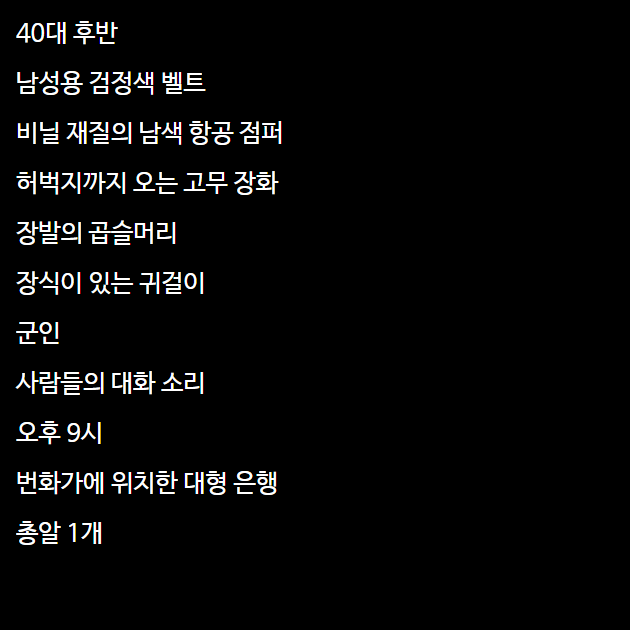 40대 후반
남성용 검정색 벨트
비닐 재질의 남색 항공 점퍼
허벅지까지 오는 고무 장화
장발의 곱슬머리
장식이 있는 귀걸이
군인
사람들의 대화 소리
오후 9시
번화가에 위치한 대형 은행
총알 1개